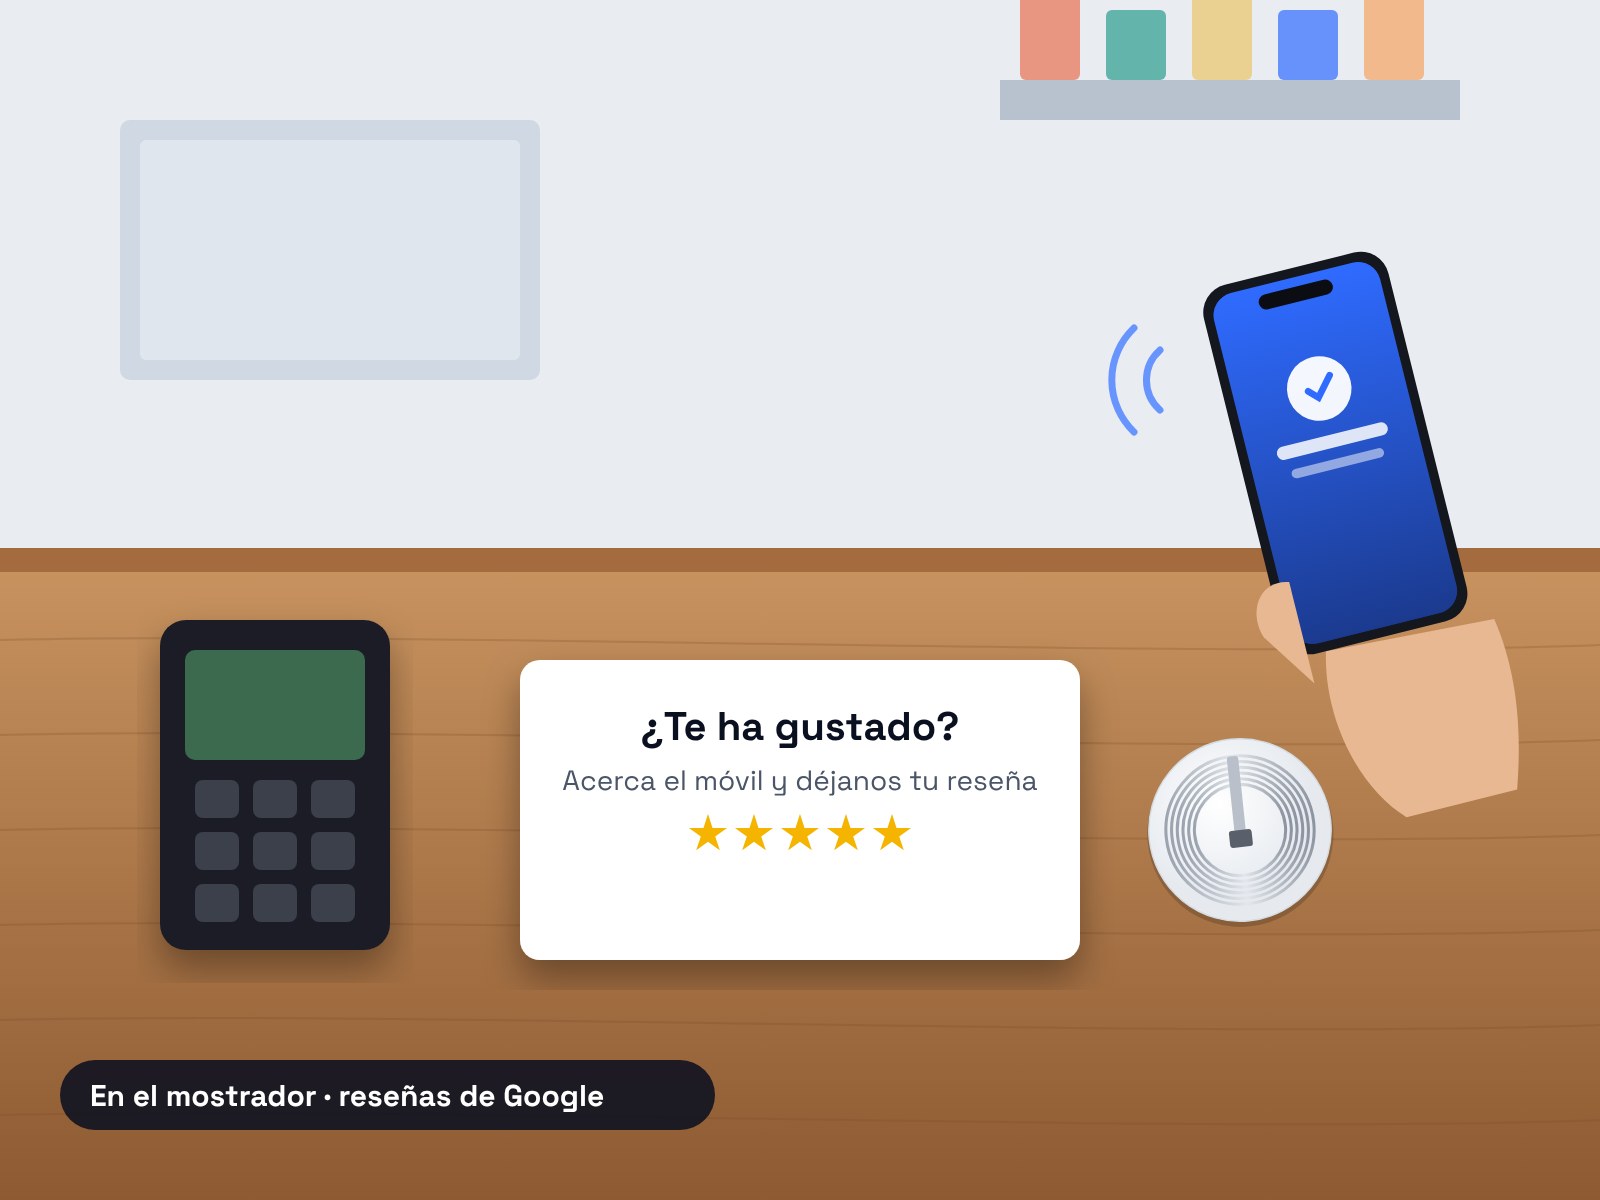 ¿Te ha gustado?
Acerca el móvil y déjanos tu reseña
En el mostrador · reseñas de Google